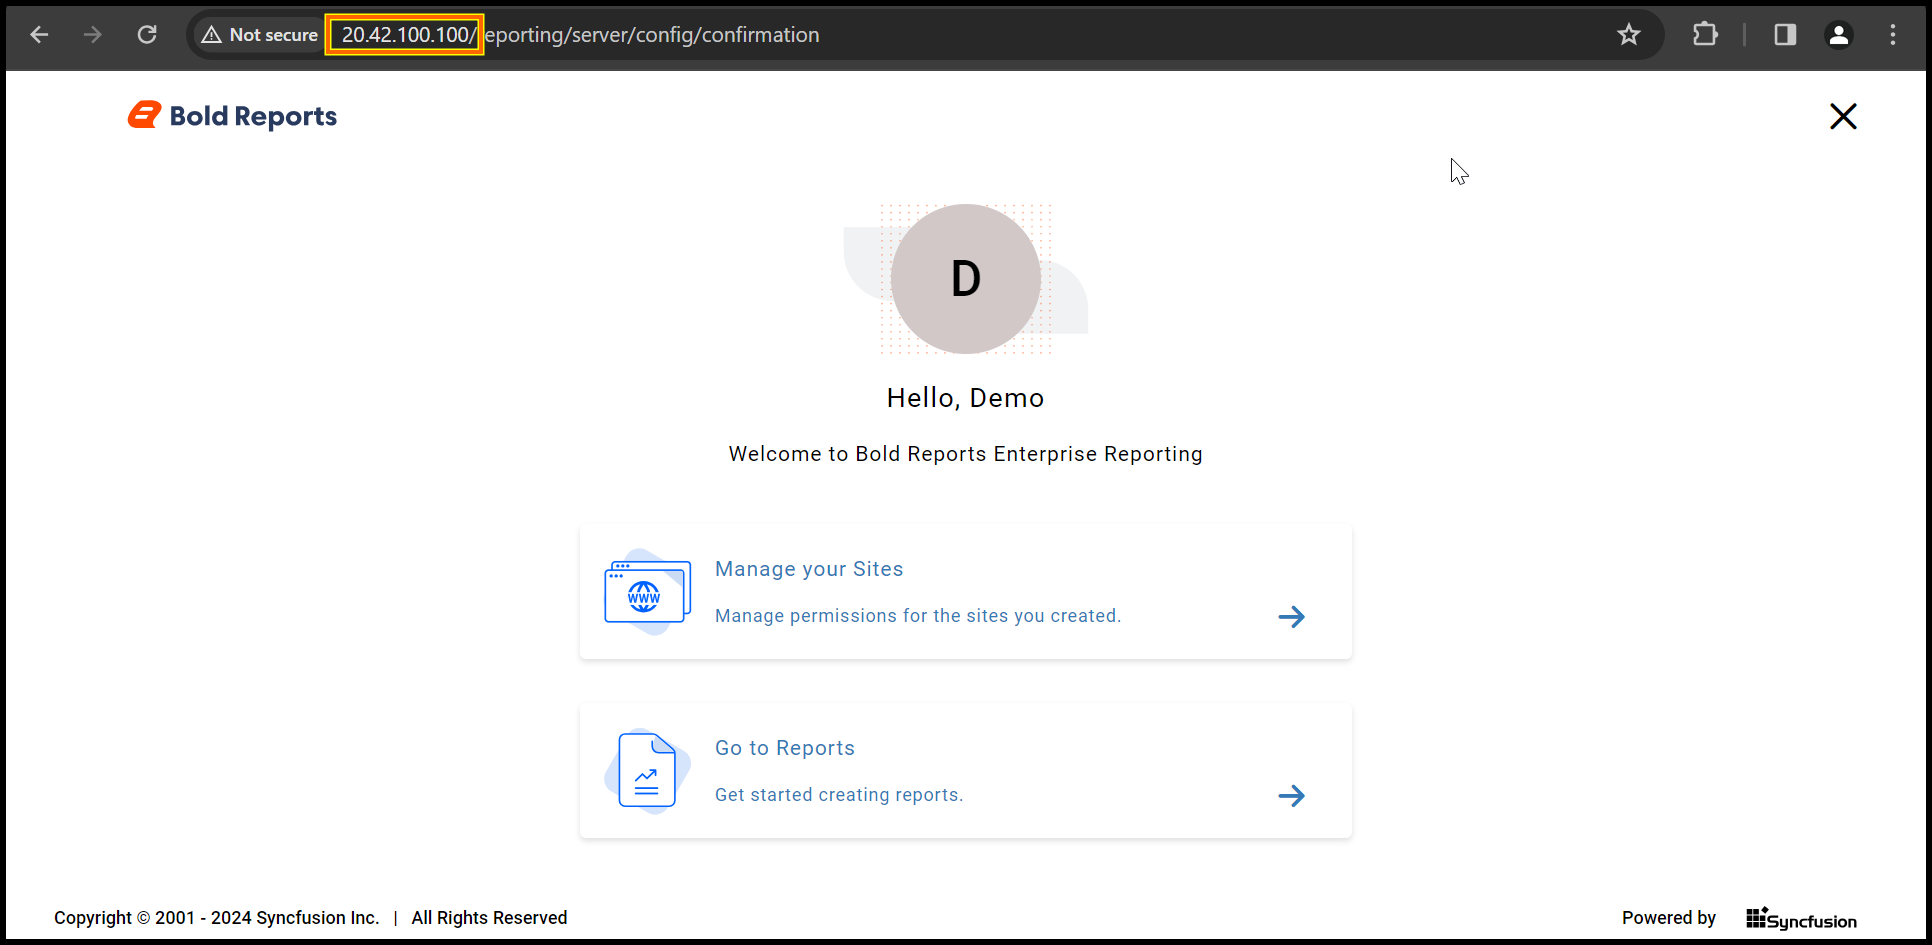 Not secure 20.42.100.100/reporting/server/config/confirmation
Bold Reports
D
Hello, Demo
Welcome to Bold Reports Enterprise Reporting
Manage your Sites
WWW
Manage permissions for the sites you created.
Go to Reports
Get started creating reports.
Copyright © 2001 - 2024 Syncfusion Inc. | All Rights Reserved
Powered by Syncfusion